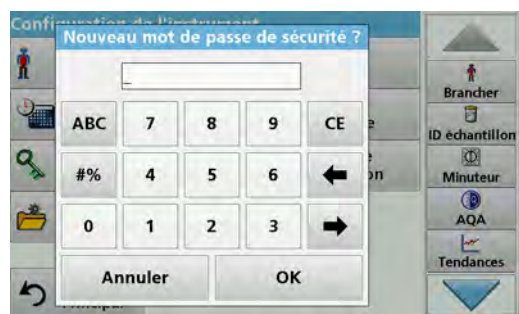 Nouveau mot de passe de sécurité ?
_
ABC 7 8 9 CE
#% 4 5 6
0 1 2 3
Annuler OK
Brancher
ID échantillon
Minuteur
AQA
Tendances